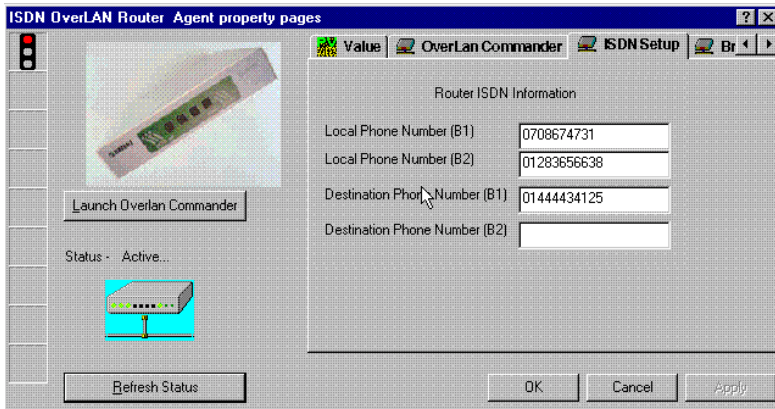 ISDN OverLAN Router Agent property pages
Value
OverLan Commander
ISDN Setup
Br
Router ISDN Information
Local Phone Number (B1)
0708674731
Local Phone Number (B2)
01283656638
Destination Phone Number (B1)
01444434125
Destination Phone Number (B2)
Launch Overlan Commander
Status - Active...
Refresh Status
OK
Cancel
Apply